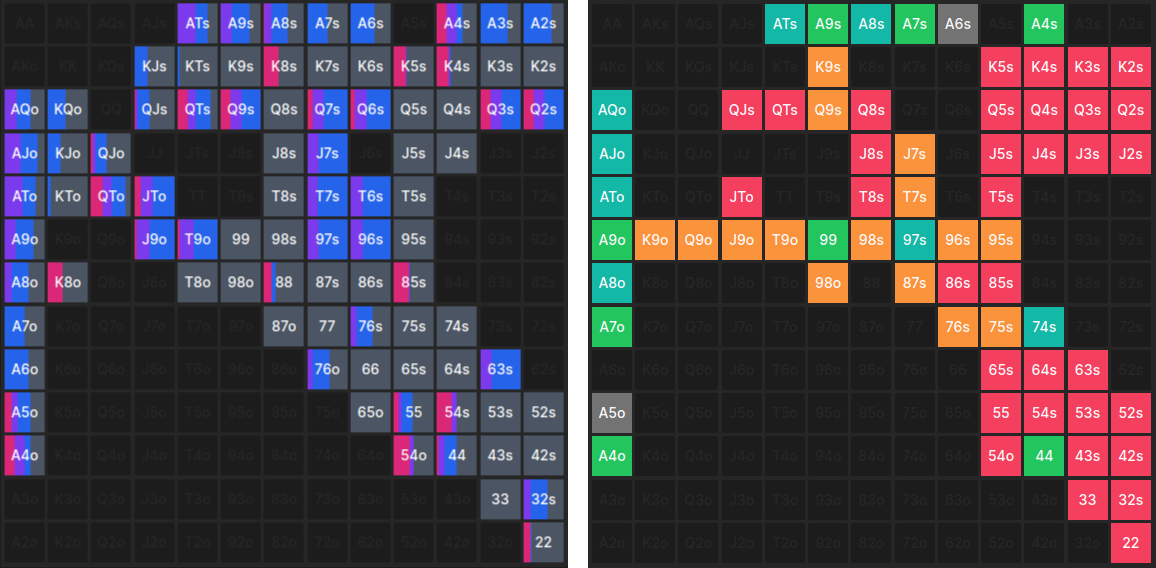 AA AKs AQs AJs ATs A9s A8s A7s A6s A5s A4s A3s A2s
AKo KK KQs KJs KTs K9s K8s K7s K6s K5s K4s K3s K2s
AQo KQo QQ QJs QTs Q9s Q8s Q7s Q6s Q5s Q4s Q3s Q2s
AJo KJo QJo JJ JTs J9s J8s J7s J6s J5s J4s J3s J2s
ATo KTo QTo JTo TT T9s T8s T7s T6s T5s T4s T3s T2s
A9o K9o Q9o J9o T9o 99 98s 97s 96s 95s 94s 93s 92s
A8o K8o Q8o J8o T8o 98o 88 87s 86s 85s 84s 83s 82s
A7o K7o Q7o J7o T7o 97o 87o 77 76s 75s 74s 73s 72s
A6o K6o Q6o J6o T6o 96o 86o 76o 66 65s 64s 63s 62s
A5o K5o Q5o J5o T5o 95o 85o 75o 65o 55 54s 53s 52s
A4o K4o Q4o J4o T4o 94o 84o 74o 64o 54o 44 43s 42s
A3o K3o Q3o J3o T3o 93o 83o 73o 63o 53o 43o 33 32s
A2o K2o Q2o J2o T2o 92o 82o 72o 62o 52o 42o 32o 22
AA AKs AQs AJs ATs A9s A8s A7s A6s A5s A4s A3s A2s
AKo KK KQs KJs KTs K9s K8s K7s K6s K5s K4s K3s K2s
AQo KQo QQ QJs QTs Q9s Q8s Q7s Q6s Q5s Q4s Q3s Q2s
AJo KJo QJo JJ JTs J9s J8s J7s J6s J5s J4s J3s J2s
ATo KTo QTo JTo TT T9s T8s T7s T6s T5s T4s T3s T2s
A9o K9o Q9o J9o T9o 99 98s 97s 96s 95s 94s 93s 92s
A8o K8o Q8o J8o T8o 98o 88 87s 86s 85s 84s 83s 82s
A7o K7o Q7o J7o T7o 97o 87o 77 76s 75s 74s 73s 72s
A6o K6o Q6o J6o T6o 96o 86o 76o 66 65s 64s 63s 62s
A5o K5o Q5o J5o T5o 95o 85o 75o 65o 55 54s 53s 52s
A4o K4o Q4o J4o T4o 94o 84o 74o 64o 54o 44 43s 42s
A3o K3o Q3o J3o T3o 93o 83o 73o 63o 53o 43o 33 32s
A2o K2o Q2o J2o T2o 92o 82o 72o 62o 52o 42o 32o 22